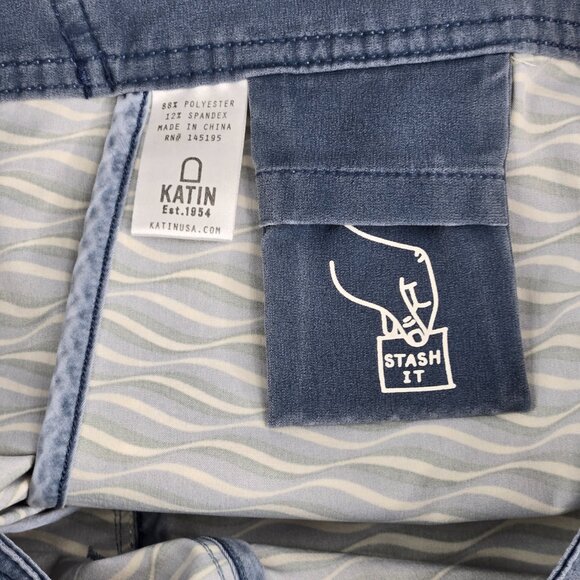 88% POLYESTER
12% SPANDEX
MADE IN CHINA
RN# 145195
KATIN
Est.1954
KATINUSA.COM
STASH
IT